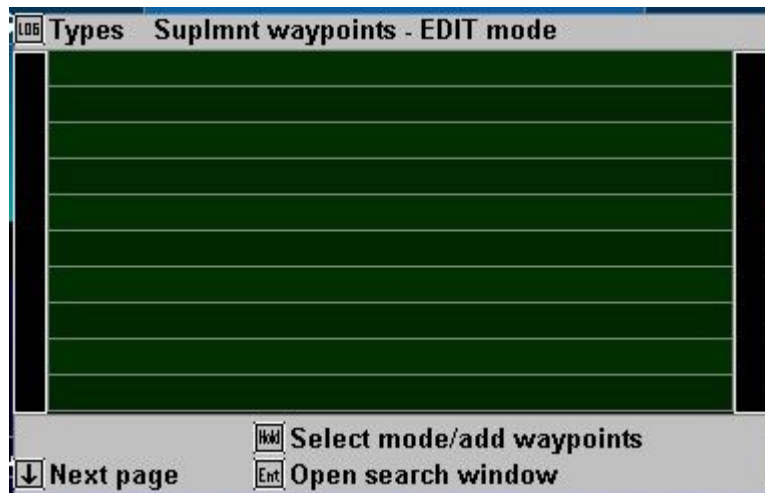 LOG Types Suplmnt waypoints - EDIT mode
Hold Select mode/add waypoints
↓ Next page Ent Open search window